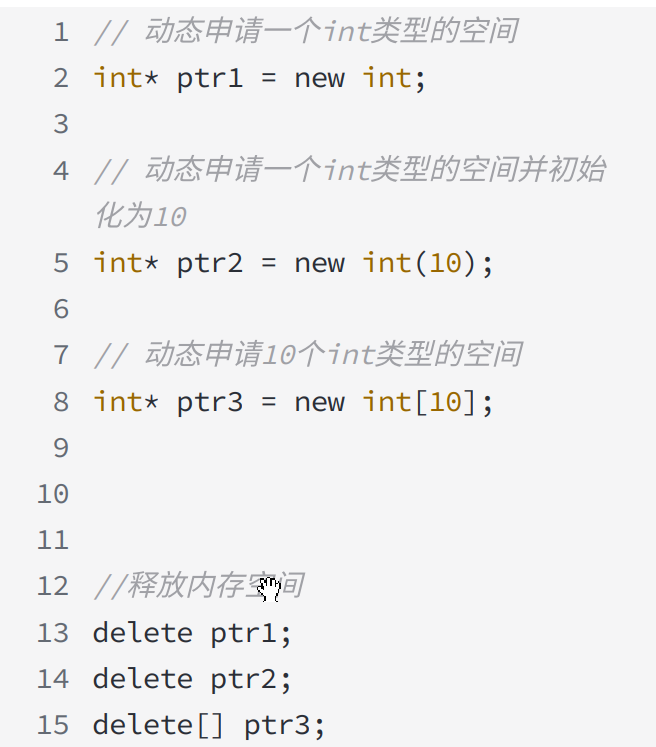 1 // 动态申请一个int类型的空间
2 int* ptr1 = new int;
3
4 // 动态申请一个int类型的空间并初始
化为10
5 int* ptr2 = new int(10);
6
7 // 动态申请10个int类型的空间
8 int* ptr3 = new int[10];
9
10
11
12 //释放内存空间
13 delete ptr1;
14 delete ptr2;
15 delete[] ptr3;